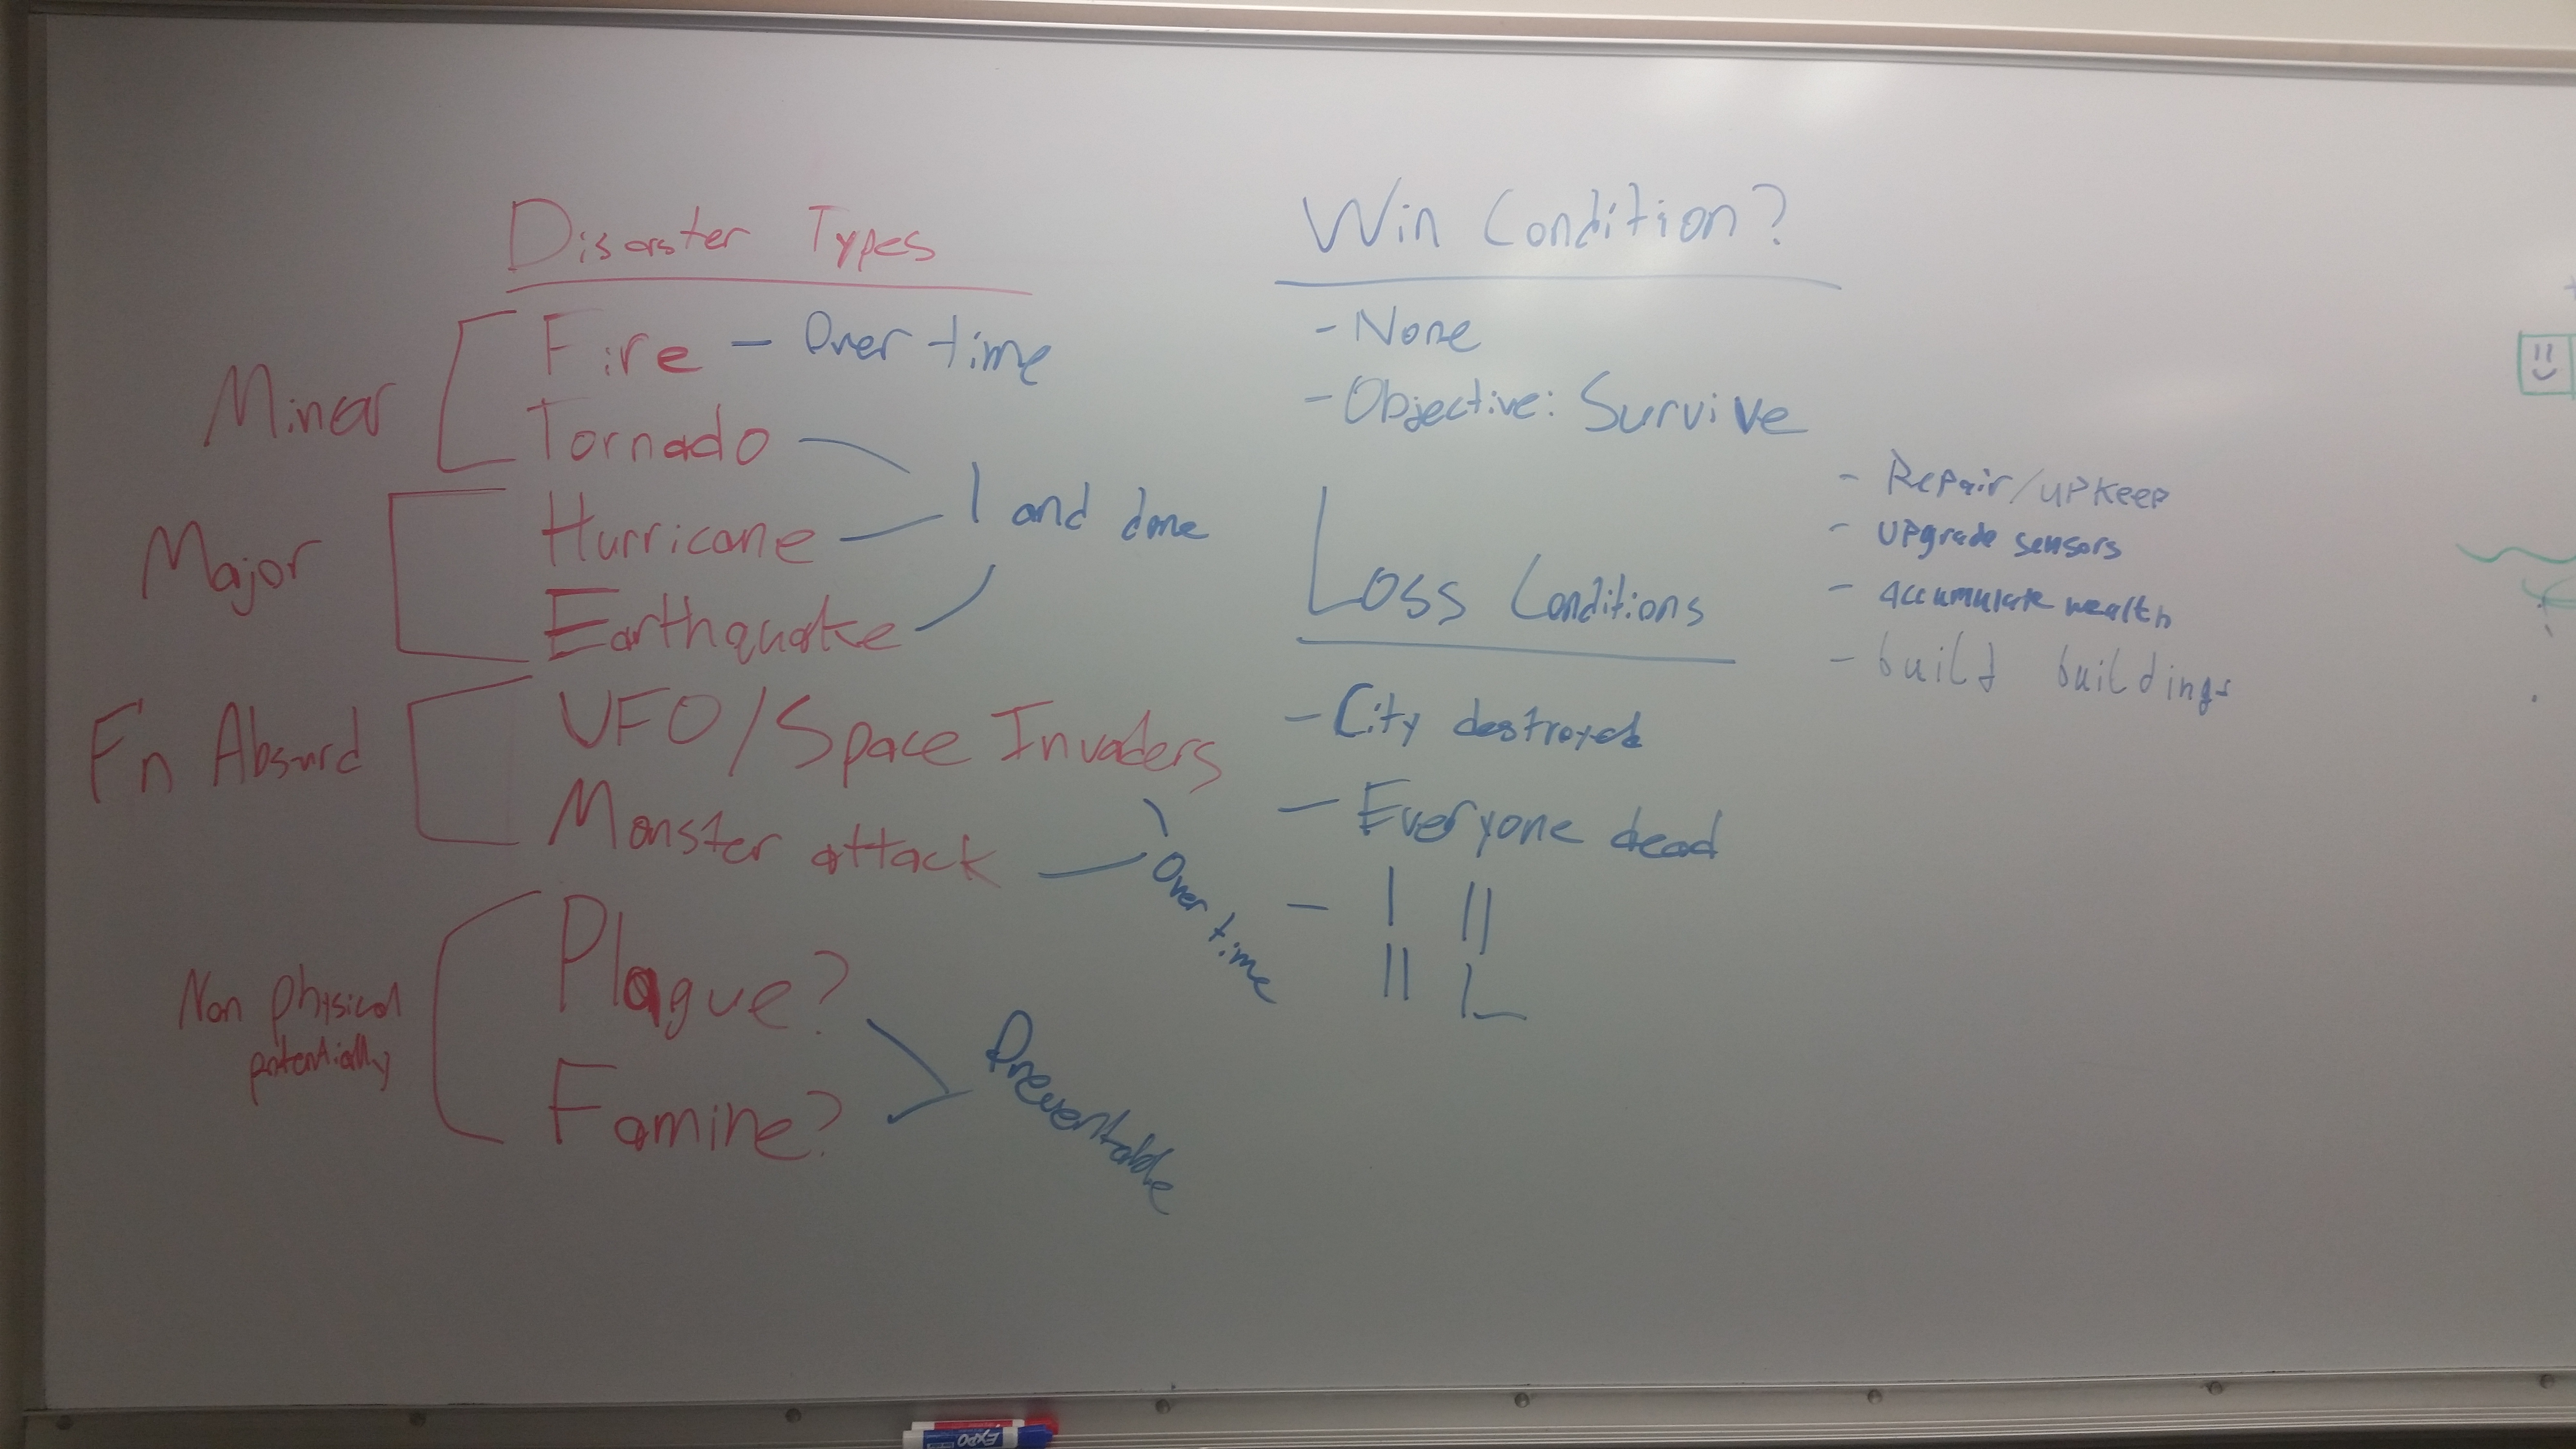 Disaster Types
Minor
Fire - Over time
Tornado
Major
Hurricane
1 and done
Earthquake
Fn Absurd
UFO/Space Invaders
Monster attack
Over time
Non physical
potentially
Plague?
Famine?
Preventable
Win Condition?
- None
- Objective: Survive
Loss Conditions
- City destroyed
- Everyone dead
- | ||
|| |_
- Repair/upkeep
- upgrade sensors
- Accumulate wealth
- build buildings
EXPO